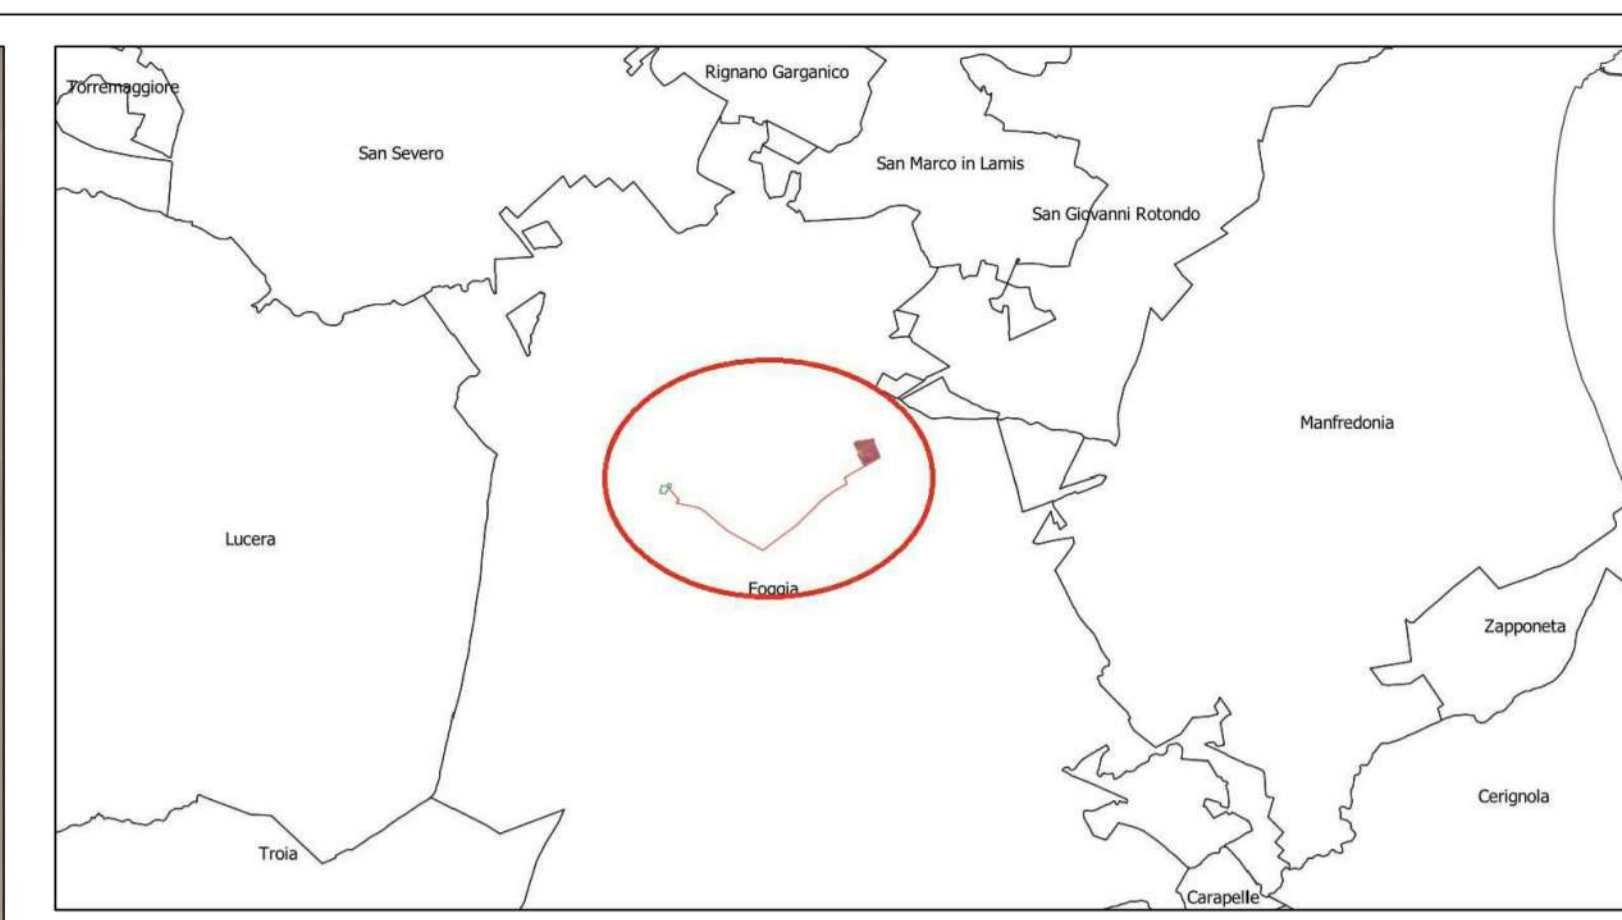 Rignano Garganico
Torremaggiore
San Severo
San Marco in Lamis
San Giovanni Rotondo
Manfredonia
Lucera
Foggia
Zapponeta
Cerignola
Troia
Carapelle